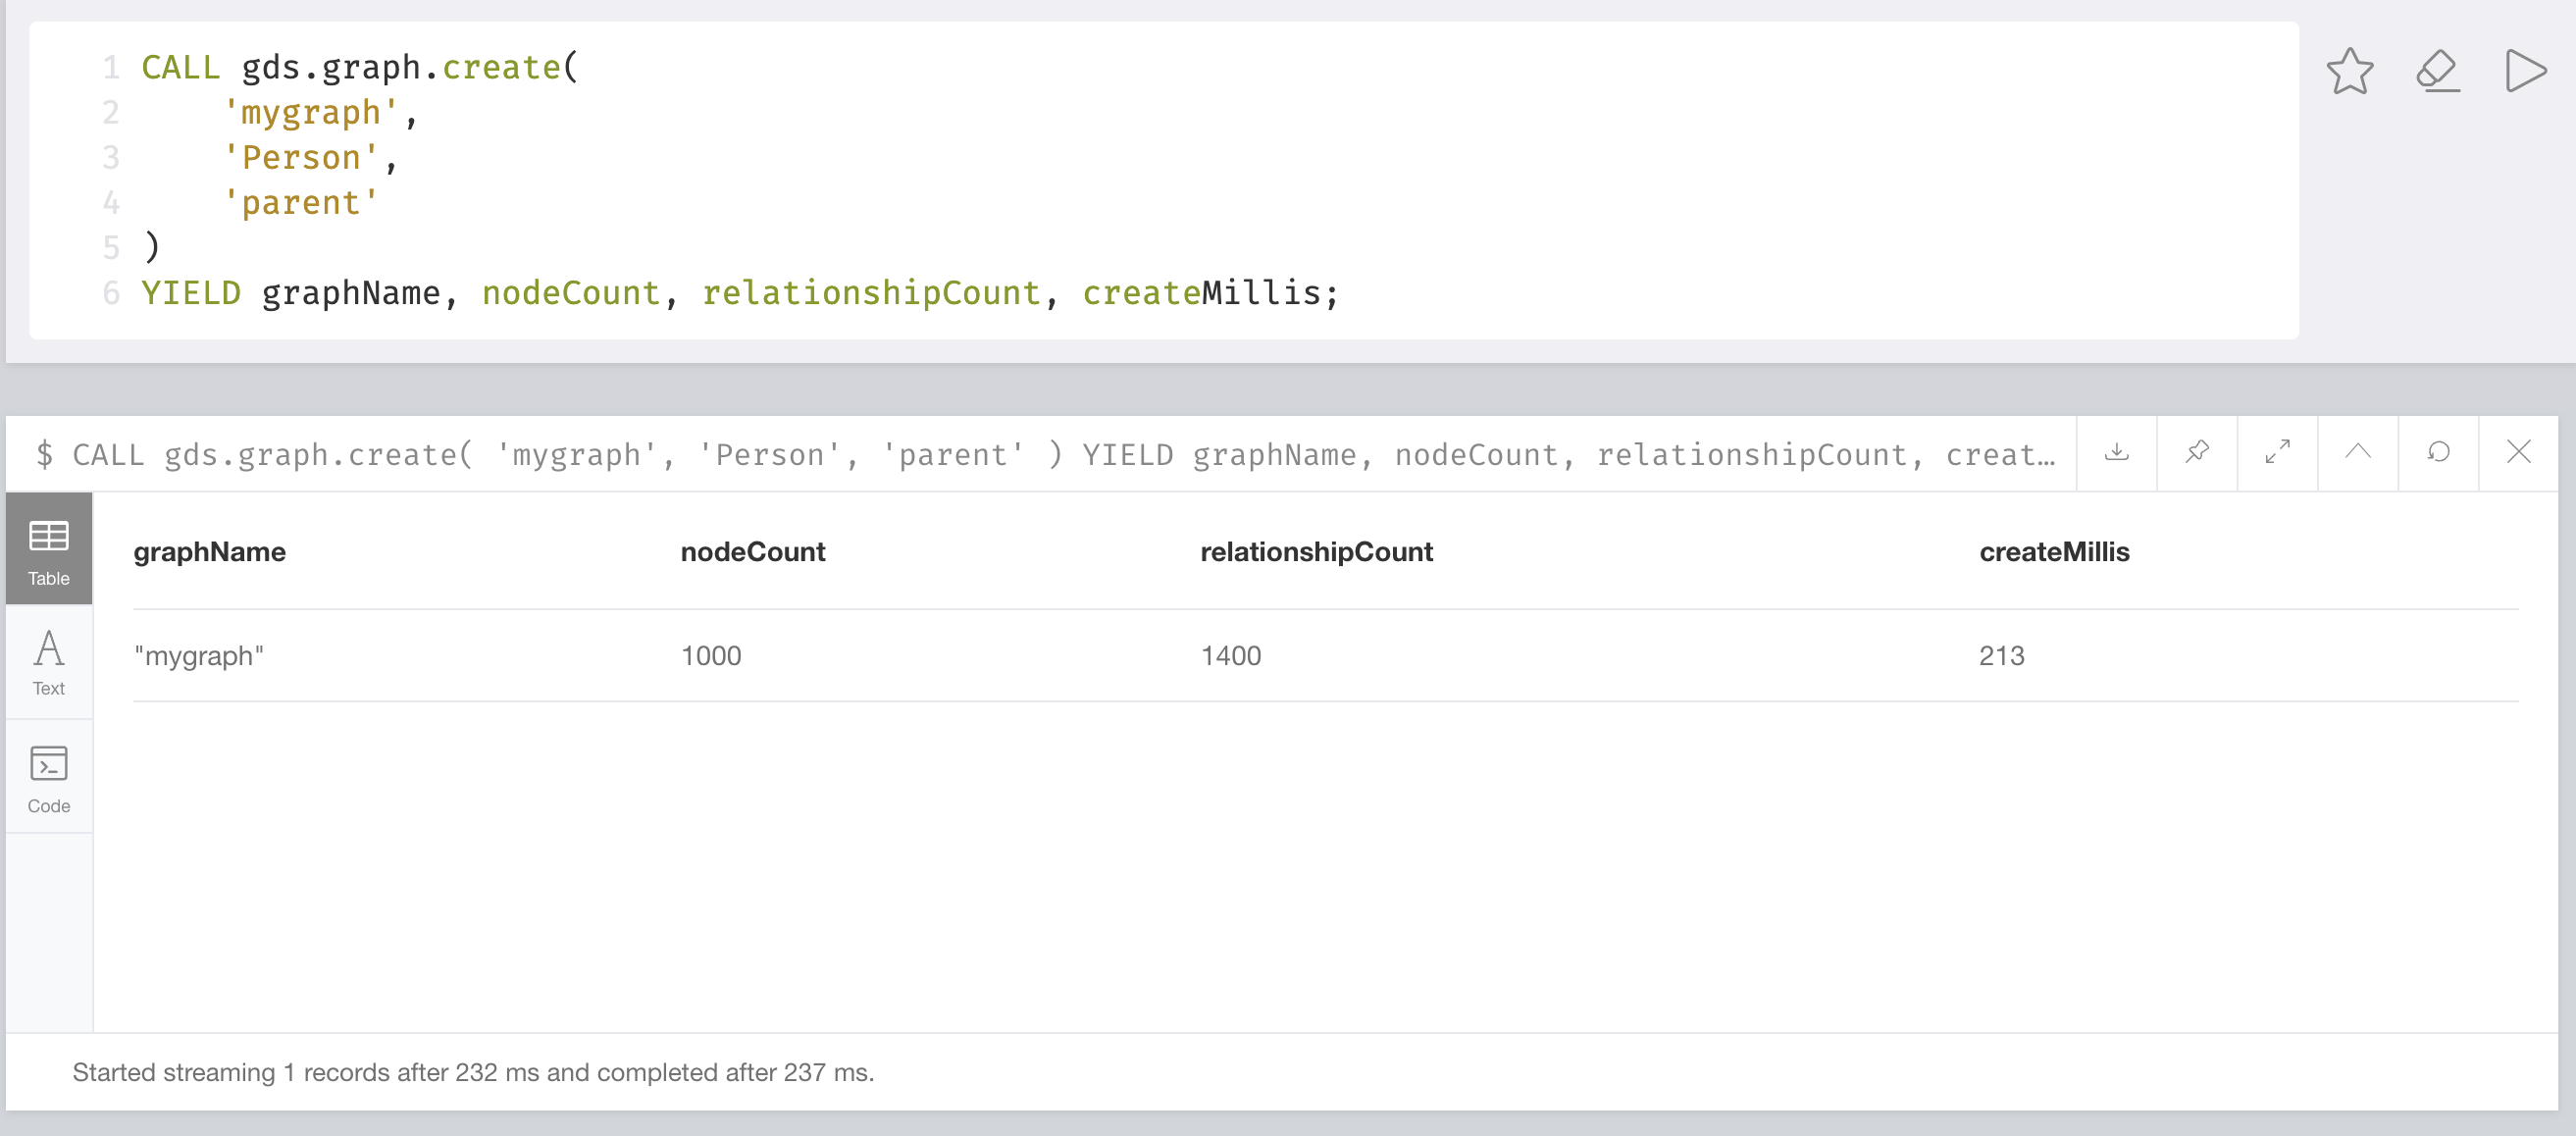 1 CALL gds.graph.create(
2 'mygraph',
3 'Person',
4 'parent'
5 )
6 YIELD graphName, nodeCount, relationshipCount, createMillis;
$ CALL gds.graph.create( 'mygraph', 'Person', 'parent' ) YIELD graphName, nodeCount, relationshipCount, creat…
Table
graphName nodeCount relationshipCount createMillis
"mygraph" 1000 1400 213
Text
Code
Started streaming 1 records after 232 ms and completed after 237 ms.